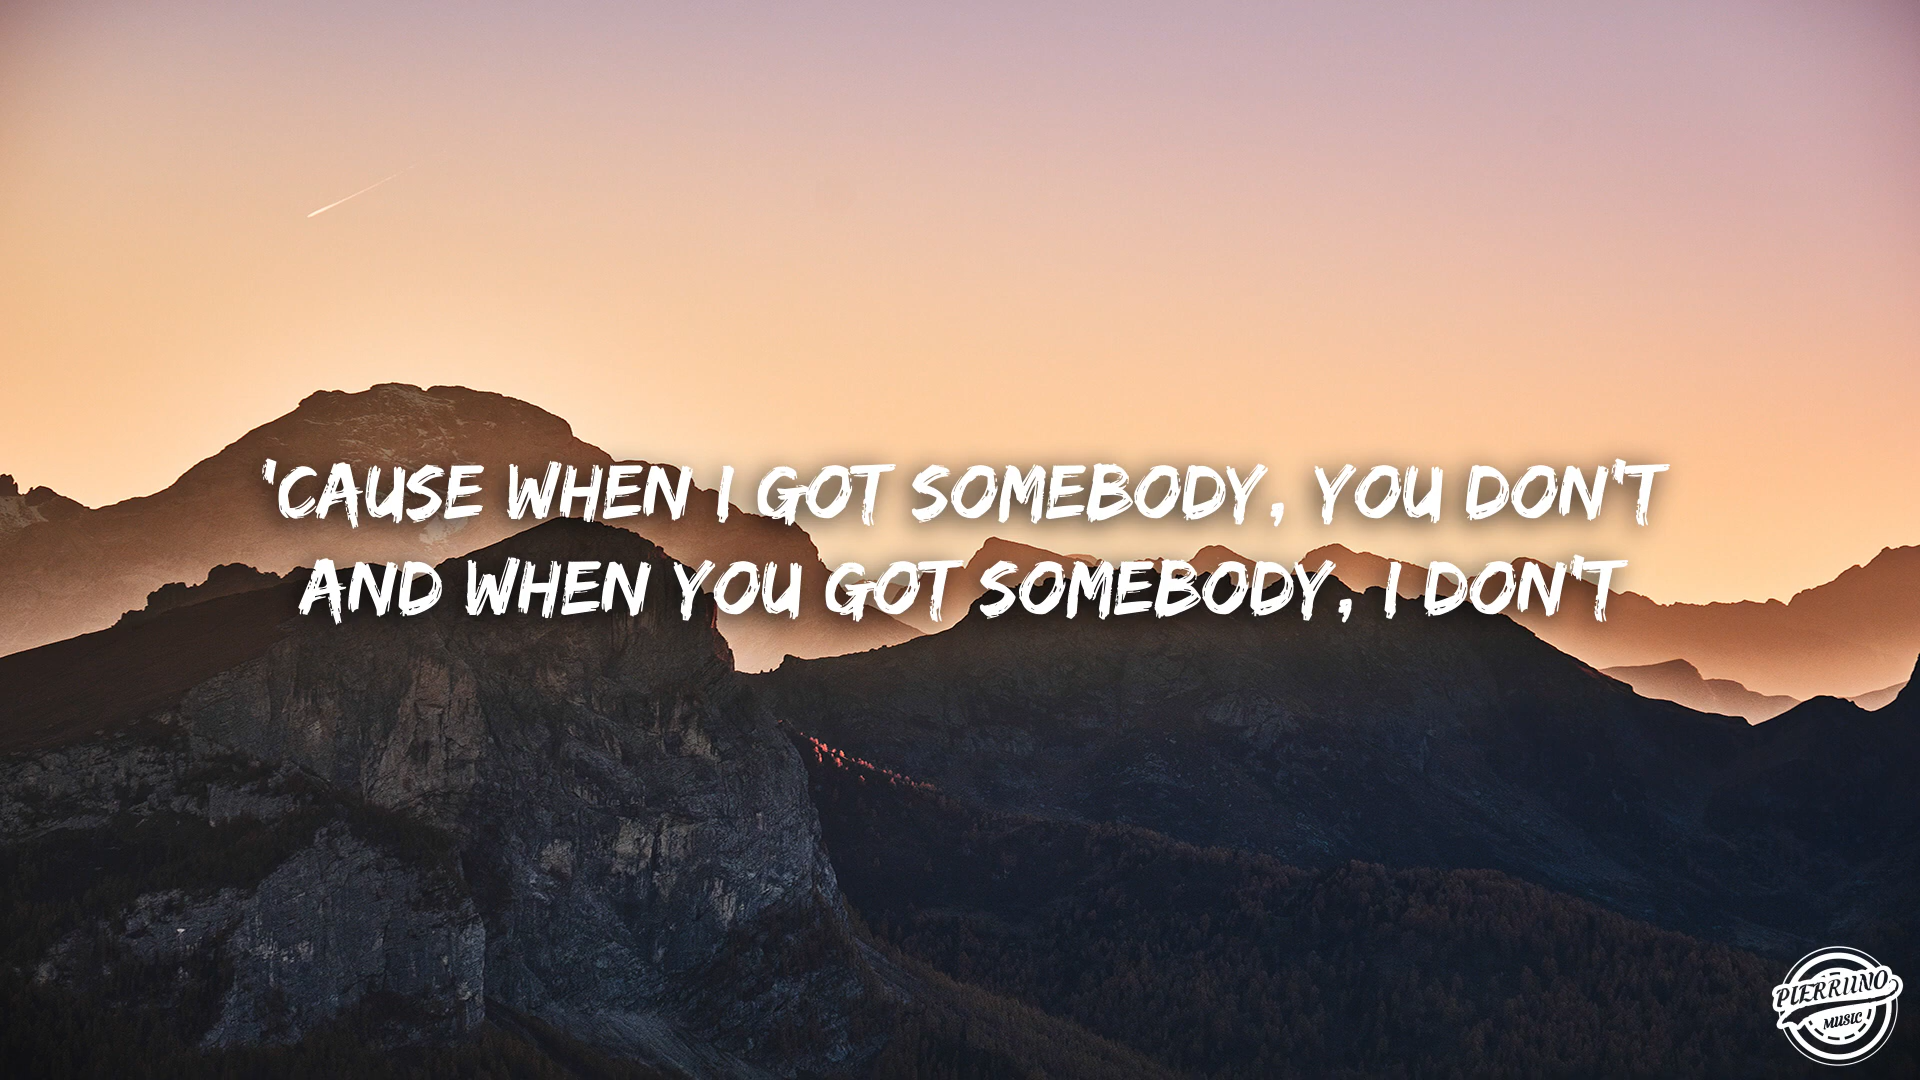 'CAUSE WHEN I GOT SOMEBODY, YOU DON'T
AND WHEN YOU GOT SOMEBODY, I DON'T
PIERRIINO
MUSIC